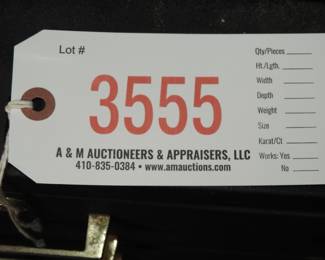 Lot #
3555
A & M AUCTIONEERS & APPRAISERS, LLC
410-835-0384 • www.amauctions.com
Qty/Pieces
Ht./Lgth.
Width
Depth
Weight
Size
Karat/Ct
Works: Yes
No